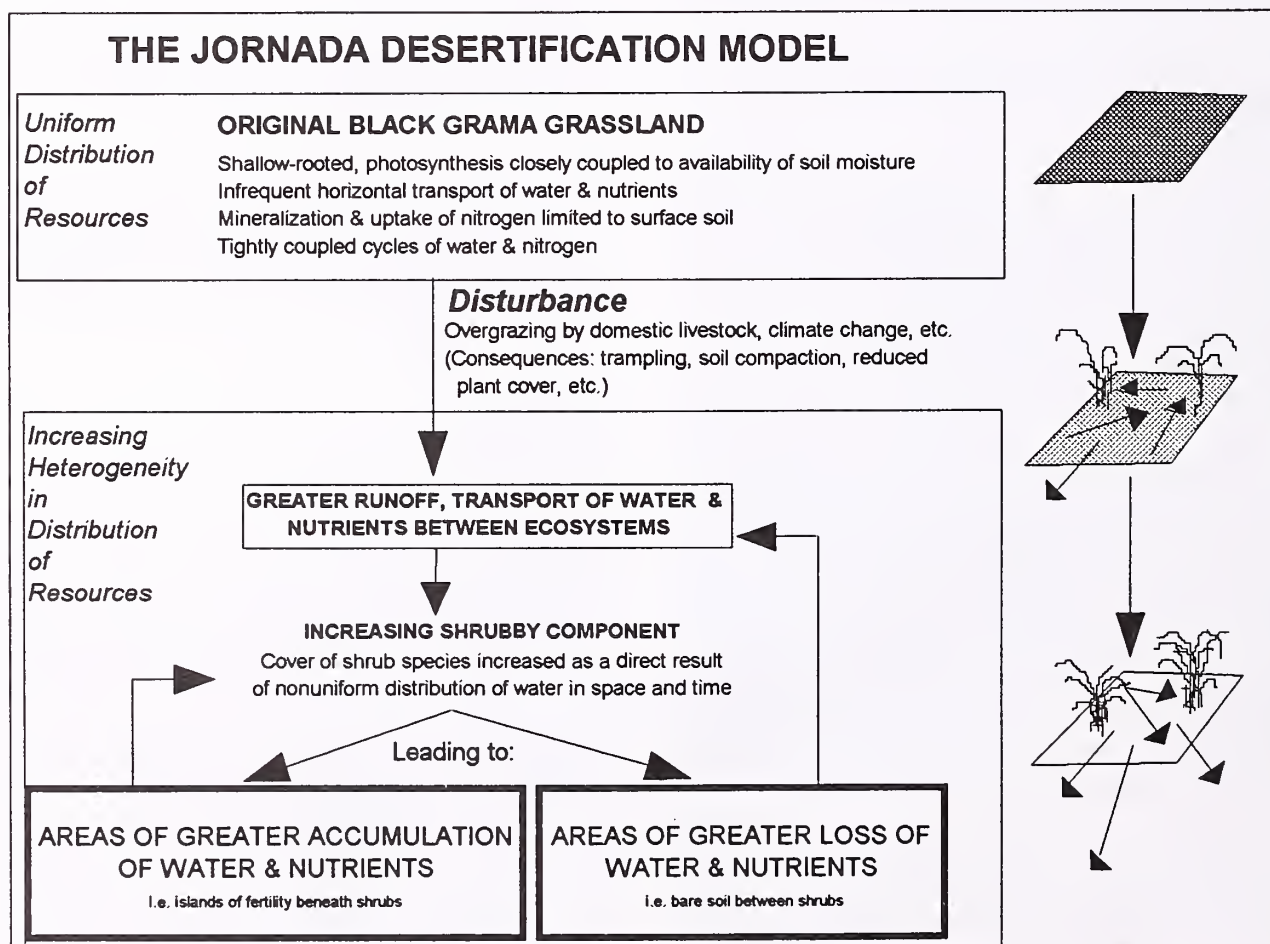 THE JORNADA DESERTIFICATION MODEL
Uniform
Distribution
of
Resources
ORIGINAL BLACK GRAMA GRASSLAND
Shallow-rooted, photosynthesis closely coupled to availability of soil moisture
Infrequent horizontal transport of water & nutrients
Mineralization & uptake of nitrogen limited to surface soil
Tightly coupled cycles of water & nitrogen
Disturbance
Overgrazing by domestic livestock, climate change, etc.
(Consequences: trampling, soil compaction, reduced
plant cover, etc.)
Increasing
Heterogeneity
in
Distribution
of
Resources
GREATER RUNOFF, TRANSPORT OF WATER &
NUTRIENTS BETWEEN ECOSYSTEMS
INCREASING SHRUBBY COMPONENT
Cover of shrub species increased as a direct result
of nonuniform distribution of water in space and time
Leading to:
AREAS OF GREATER ACCUMULATION
OF WATER & NUTRIENTS
i.e. islands of fertility beneath shrubs
AREAS OF GREATER LOSS OF
WATER & NUTRIENTS
i.e. bare soil between shrubs